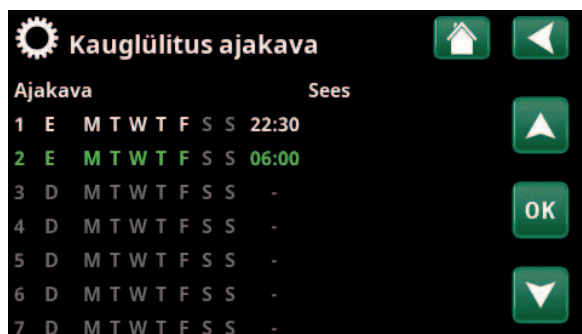 Kauglülitus ajakava
Ajakava Sees
1 E M T W T F S S 22:30
2 E M T W T F S S 06:00
3 D M T W T F S S -
4 D M T W T F S S -
OK
5 D M T W T F S S -
6 D M T W T F S S -
7 D M T W T F S S -